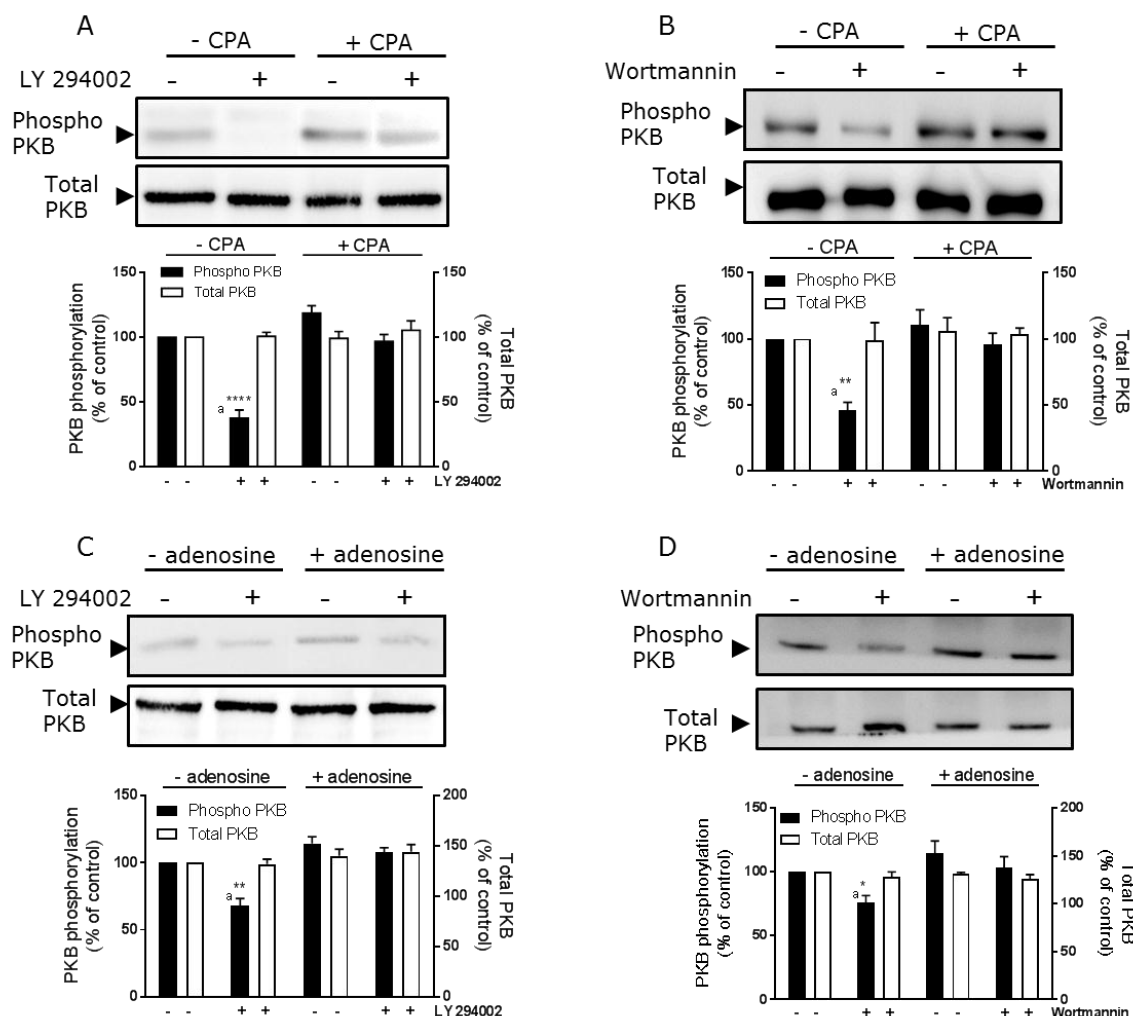 A
- CPA + CPA
LY 294002 - + - +
Phospho
PKB
Total
PKB
- CPA + CPA
150 150
100 100
50 50
0 0
Phospho PKB
Total PKB
PKB phosphorylation
(% of control)
Total PKB
(% of control)
a ****
- - + + - - + + LY 294002
B
- CPA + CPA
Wortmannin - + - +
Phospho
PKB
Total
PKB
- CPA + CPA
150 150
100 100
50 50
0 0
Phospho PKB
Total PKB
PKB phosphorylation
(% of control)
Total PKB
(% of control)
a **
- - + + - - + + Wortmannin
C
- adenosine + adenosine
LY 294002 - + - +
Phospho
PKB
Total
PKB
- adenosine + adenosine
150 200
100 150
50 100
0 50
0
Phospho PKB
Total PKB
PKB phosphorylation
(% of control)
Total PKB
(% of control)
a **
- - + + - - + + LY 294002
D
- adenosine + adenosine
Wortmannin - + - +
Phospho
PKB
Total
PKB
- adenosine + adenosine
150 200
100 150
50 100
0 50
0
Phospho PKB
Total PKB
PKB phosphorylation
(% of control)
Total PKB
(% of control)
a *
- - + + - - + + Wortmannin